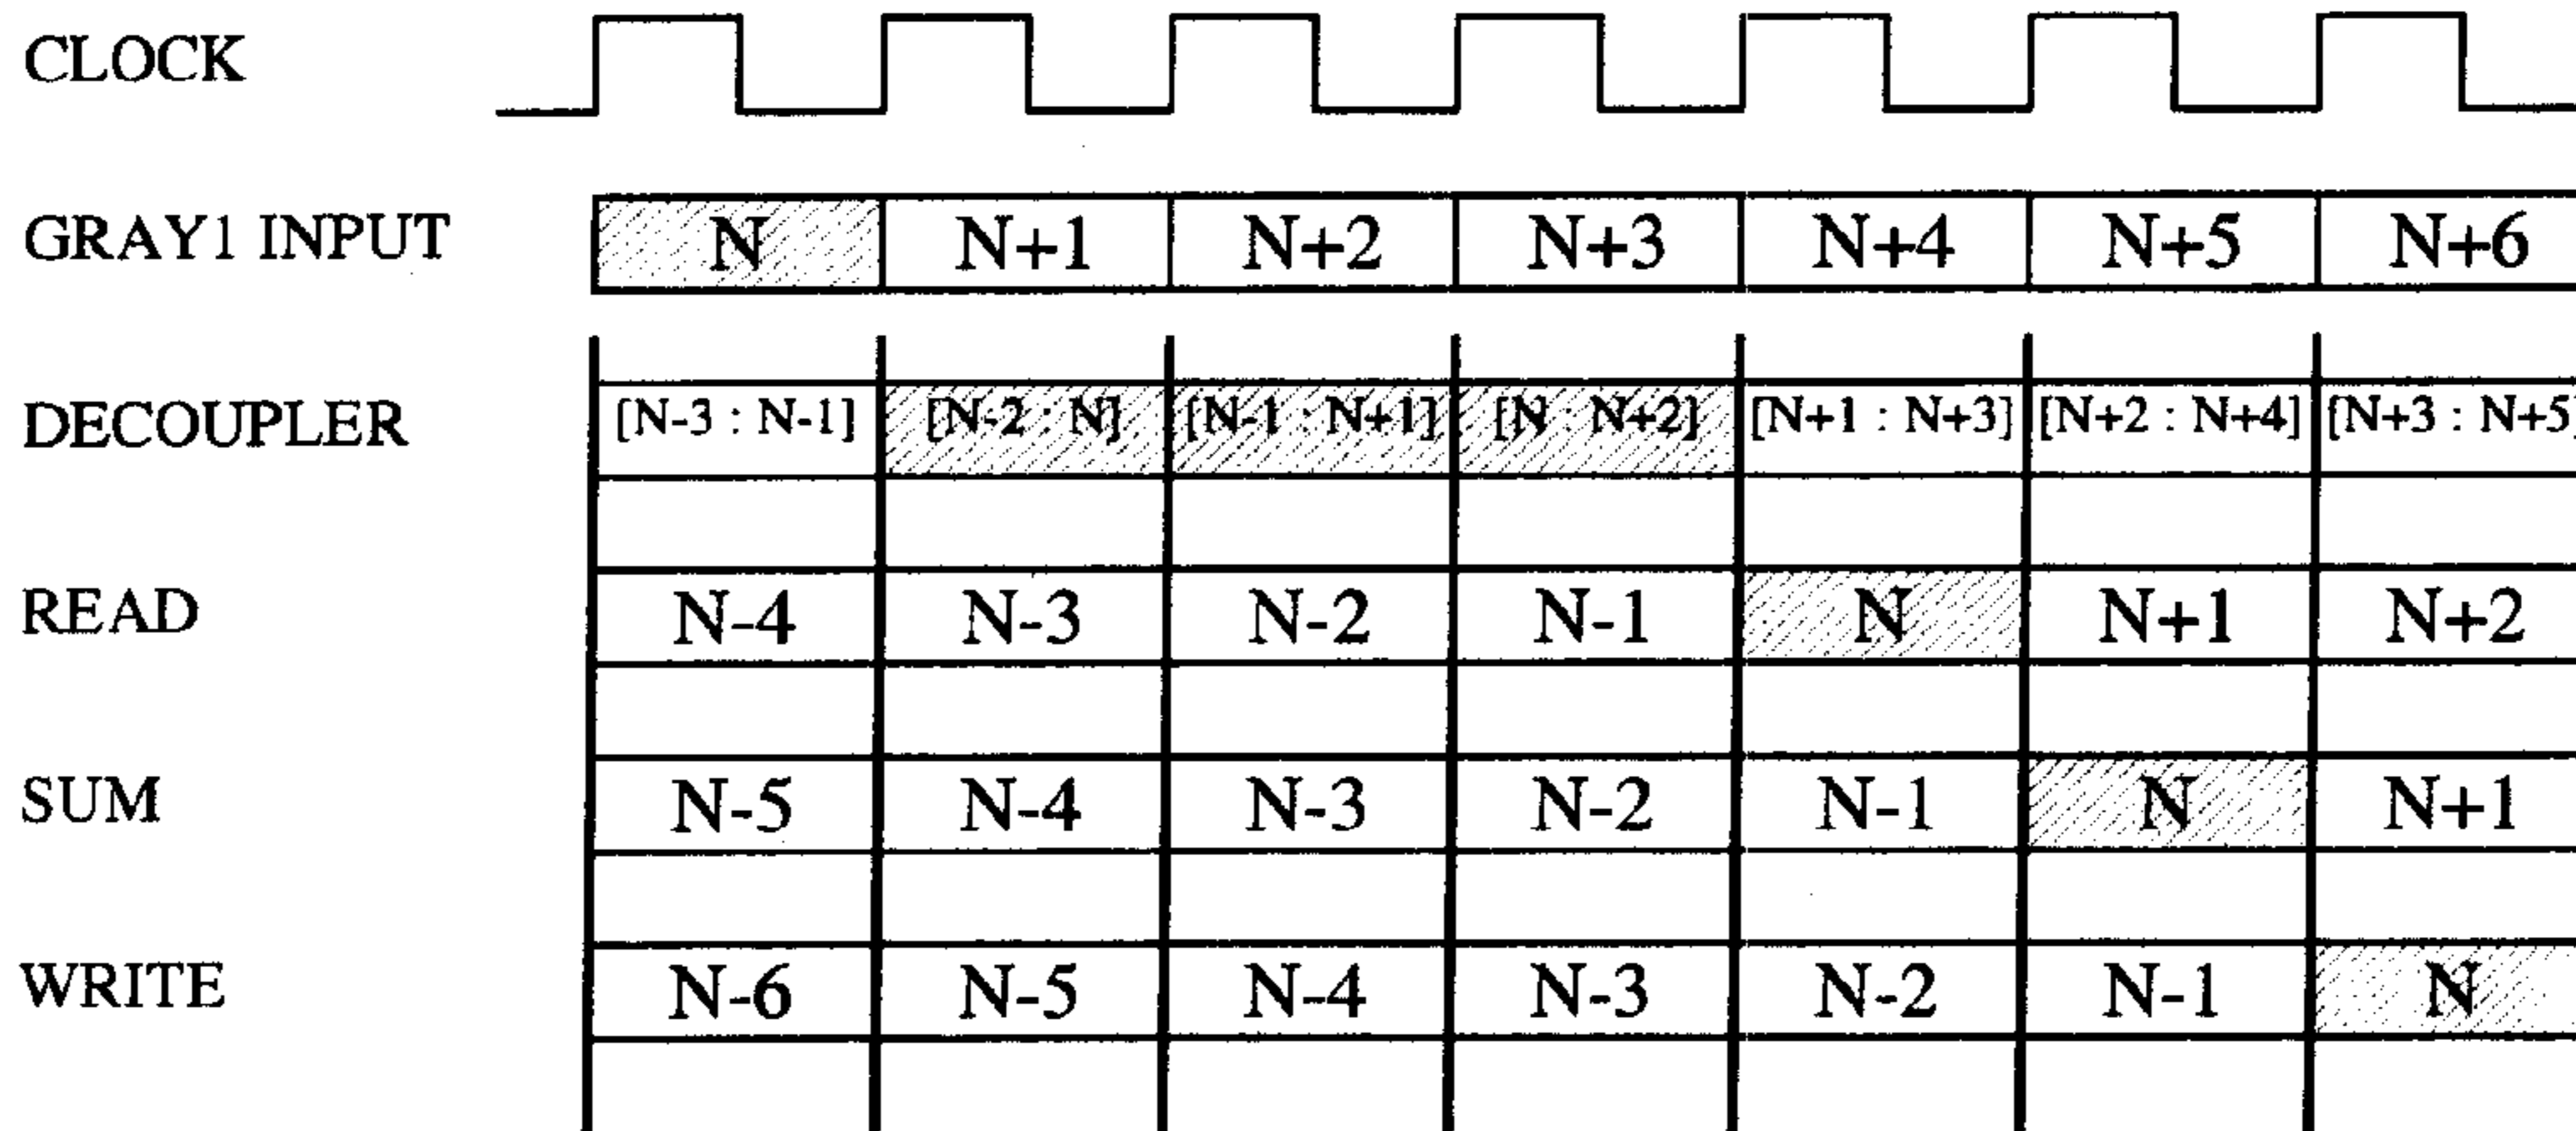 CLOCK
GRAY1 INPUT N N+1 N+2 N+3 N+4 N+5 N+6
DECOUPLER [N-3 : N-1] [N-2 : N] [N-1 : N+1] [N : N+2] [N+1 : N+3] [N+2 : N+4] [N+3 : N+5]
READ N-4 N-3 N-2 N-1 N N+1 N+2
SUM N-5 N-4 N-3 N-2 N-1 N N+1
WRITE N-6 N-5 N-4 N-3 N-2 N-1 N